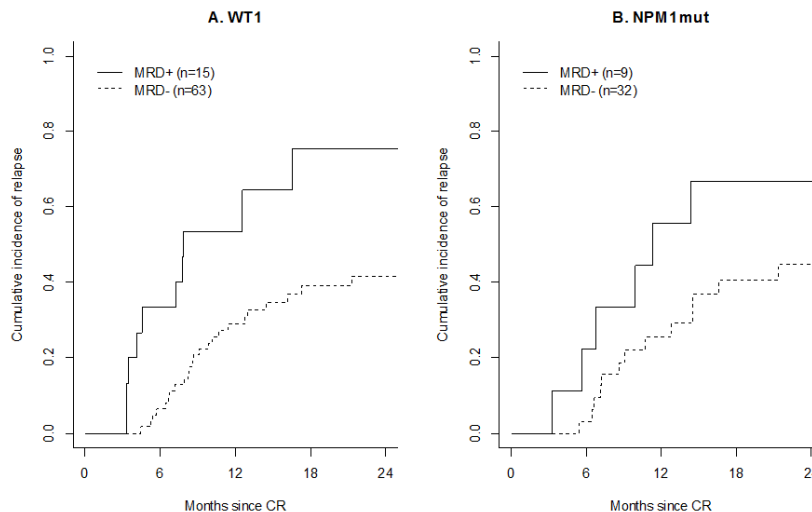 A. WT1
Cumulative incidence of relapse
1.0
0.8
0.6
0.4
0.2
0.0
MRD+ (n=15)
MRD- (n=63)
0 6 12 18 24
Months since CR
B. NPM1mut
Cumulative incidence of relapse
1.0
0.8
0.6
0.4
0.2
0.0
MRD+ (n=9)
MRD- (n=32)
0 6 12 18 24
Months since CR